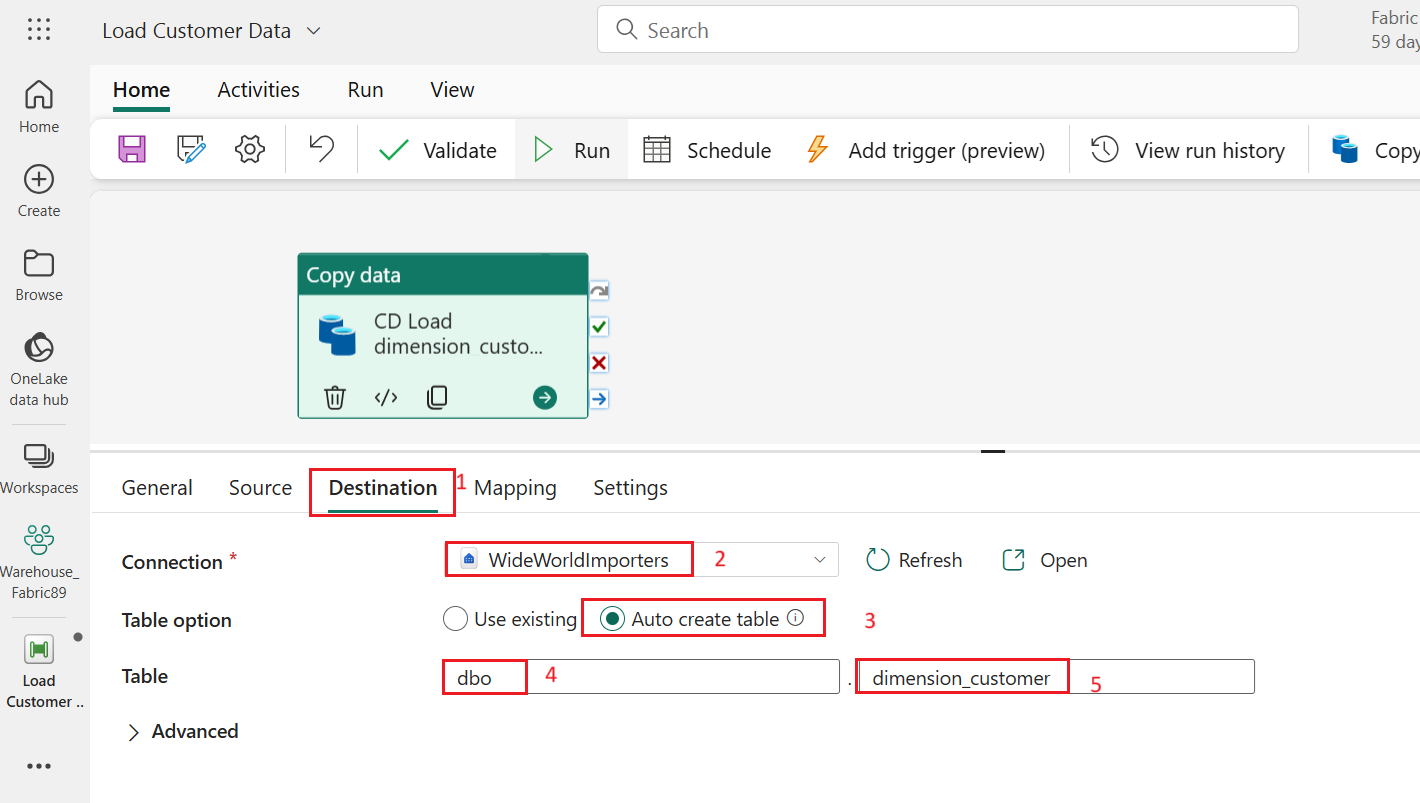 Load Customer Data
Search
Fabric
59 day
Home
Create
Browse
OneLake
data hub
Workspaces
Warehouse_
Fabric89
Load
Customer ..
Home Activities Run View
Validate Run Schedule Add trigger (preview) View run history Copy
Copy data
CD Load
dimension_custo...
General Source Destination 1 Mapping Settings
Connection * WideWorldImporters 2 Refresh Open
Table option Use existing Auto create table 3
Table dbo 4 . dimension_customer 5
Advanced